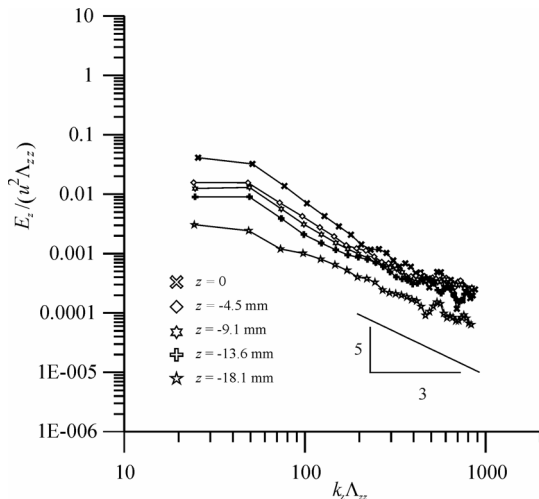 10
1
0.1
0.01
0.001
0.0001
1E-005
1E-006
E_z/(u²Λ_zz)
z = 0
z = -4.5 mm
z = -9.1 mm
z = -13.6 mm
z = -18.1 mm
5
3
10
100
1000
k_zΛ_zz